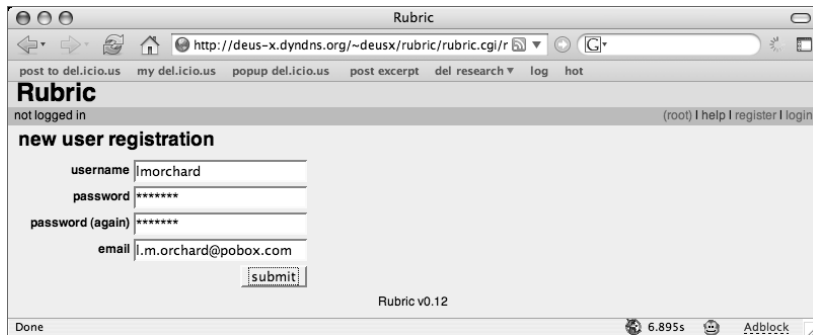 Rubric
http://deus-x.dyndns.org/~deusx/rubric/rubric.cgi/r G
post to del.icio.us my del.icio.us popup del.icio.us post excerpt del research log hot
Rubric
not logged in (root) | help | register | login
new user registration
username lmorchard
password *******
password (again) *******
email l.m.orchard@pobox.com
submit
Rubric v0.12
Done 6.895s Adblock